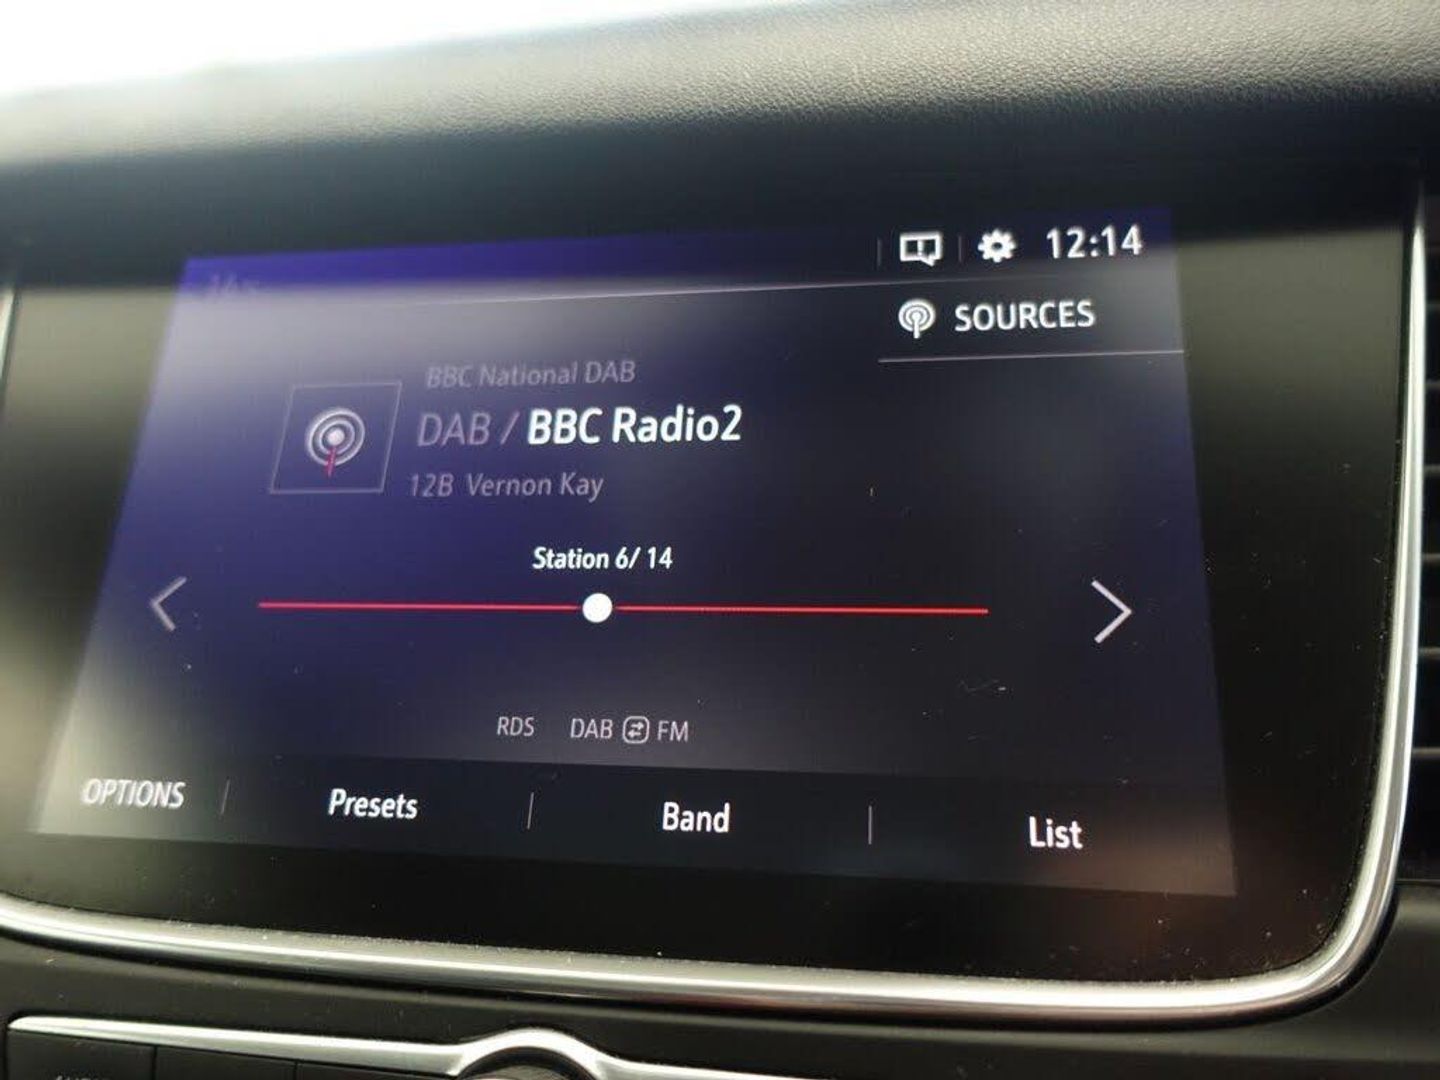 12:14
SOURCES
BBC National DAB
DAB / BBC Radio2
12B Vernon Kay
Station 6/ 14
RDS DAB FM
OPTIONS Presets Band List